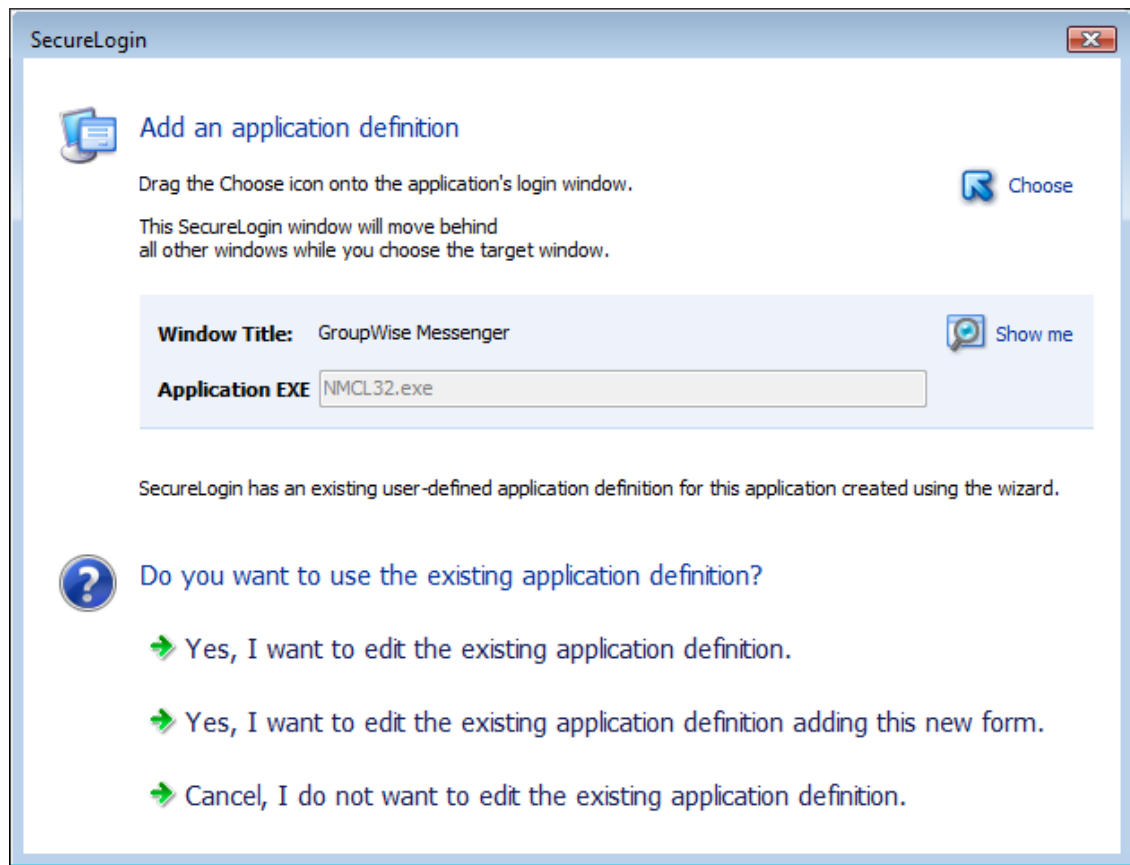 SecureLogin
Add an application definition
Drag the Choose icon onto the application's login window.
Choose
This SecureLogin window will move behind
all other windows while you choose the target window.
Window Title: GroupWise Messenger
Show me
Application EXE NMCL32.exe
SecureLogin has an existing user-defined application definition for this application created using the wizard.
Do you want to use the existing application definition?
Yes, I want to edit the existing application definition.
Yes, I want to edit the existing application definition adding this new form.
Cancel, I do not want to edit the existing application definition.